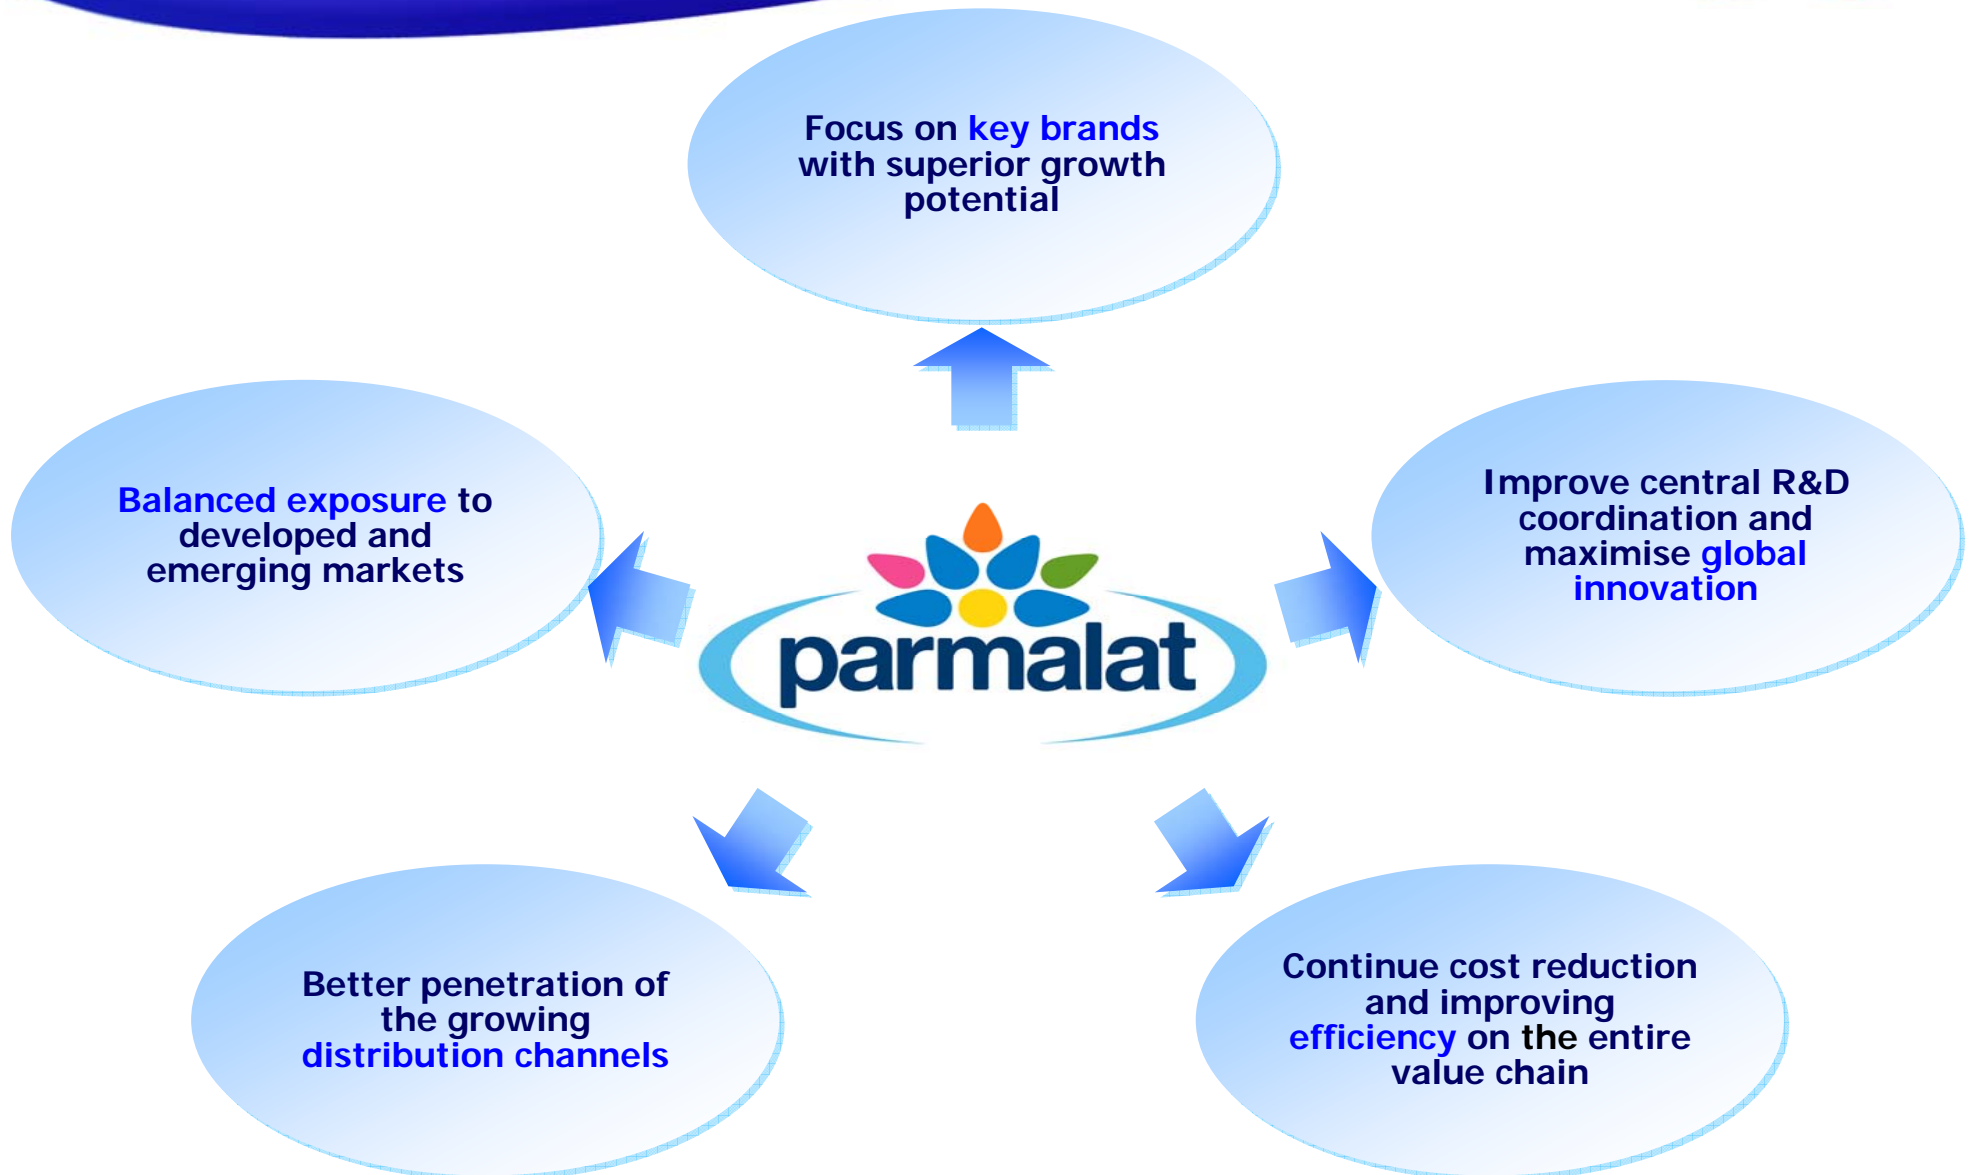 Focus on key brands
with superior growth
potential
Balanced exposure to
developed and
emerging markets
Improve central R&D
coordination and
maximise global
innovation
parmalat
Better penetration of
the growing
distribution channels
Continue cost reduction
and improving
efficiency on the entire
value chain